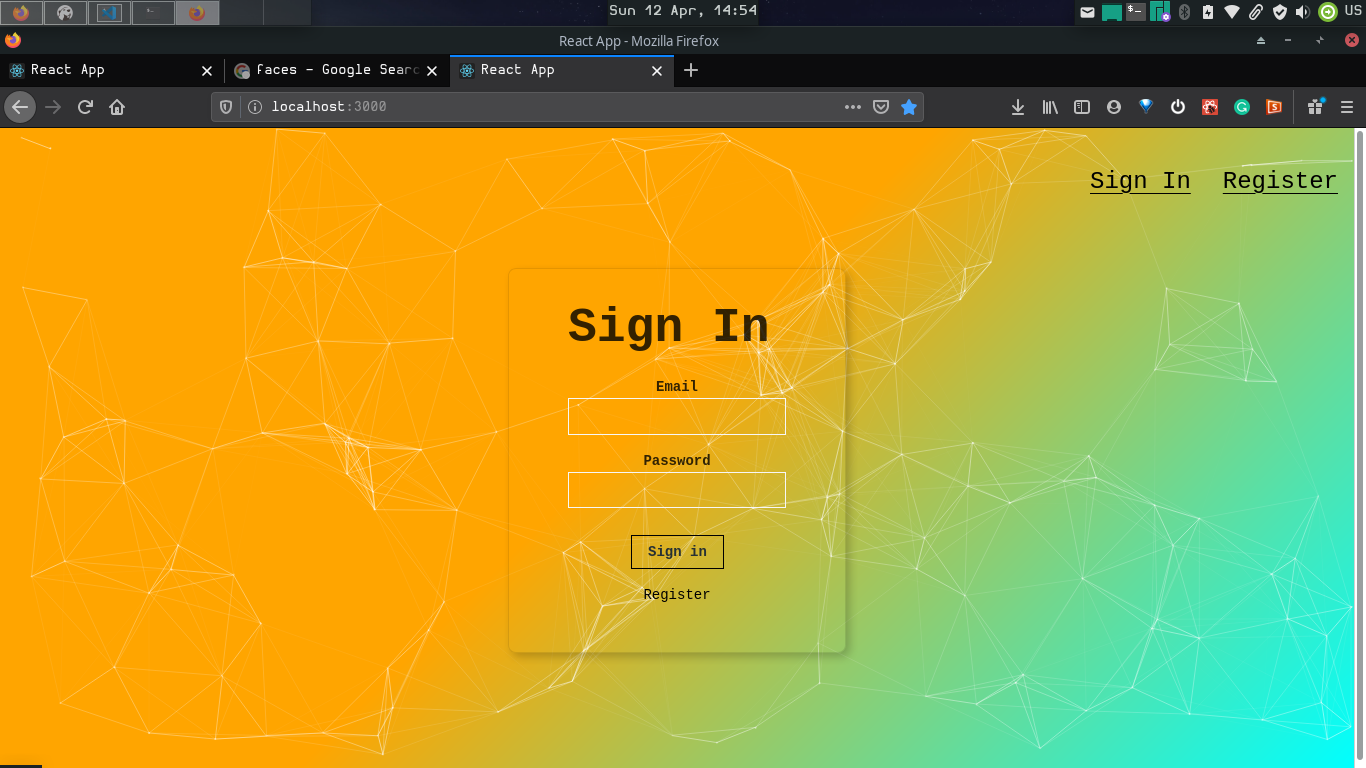 Sun 12 Apr, 14:54
US
React App - Mozilla Firefox
React App
faces - Google Searc
React App
localhost:3000
Sign In Register
Sign In
Email
Password
Sign in
Register